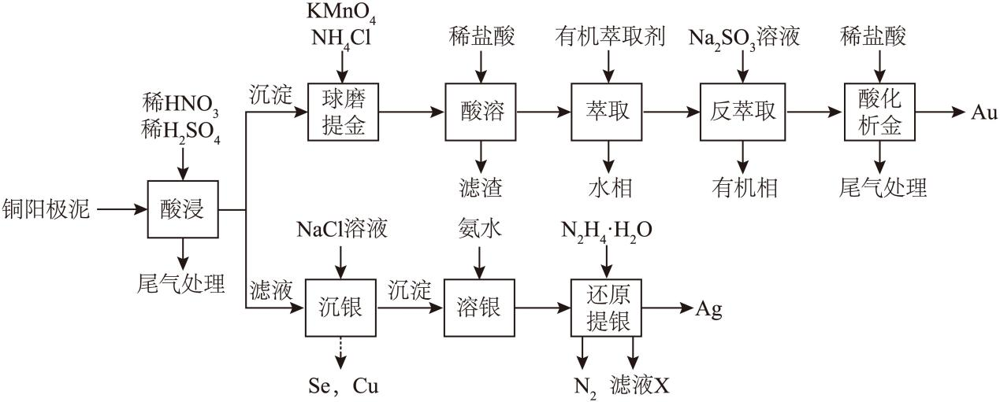 KMnO₄
NH₄Cl
稀盐酸
有机萃取剂
Na₂SO₃溶液
稀盐酸
沉淀
球磨
提金
酸溶
萃取
反萃取
酸化
析金
Au
稀HNO₃
稀H₂SO₄
滤渣
水相
有机相
尾气处理
铜阳极泥
酸浸
尾气处理
NaCl溶液
氨水
N₂H₄·H₂O
滤液
沉银
沉淀
溶银
还原
提银
Ag
Se，Cu
N₂
滤液X